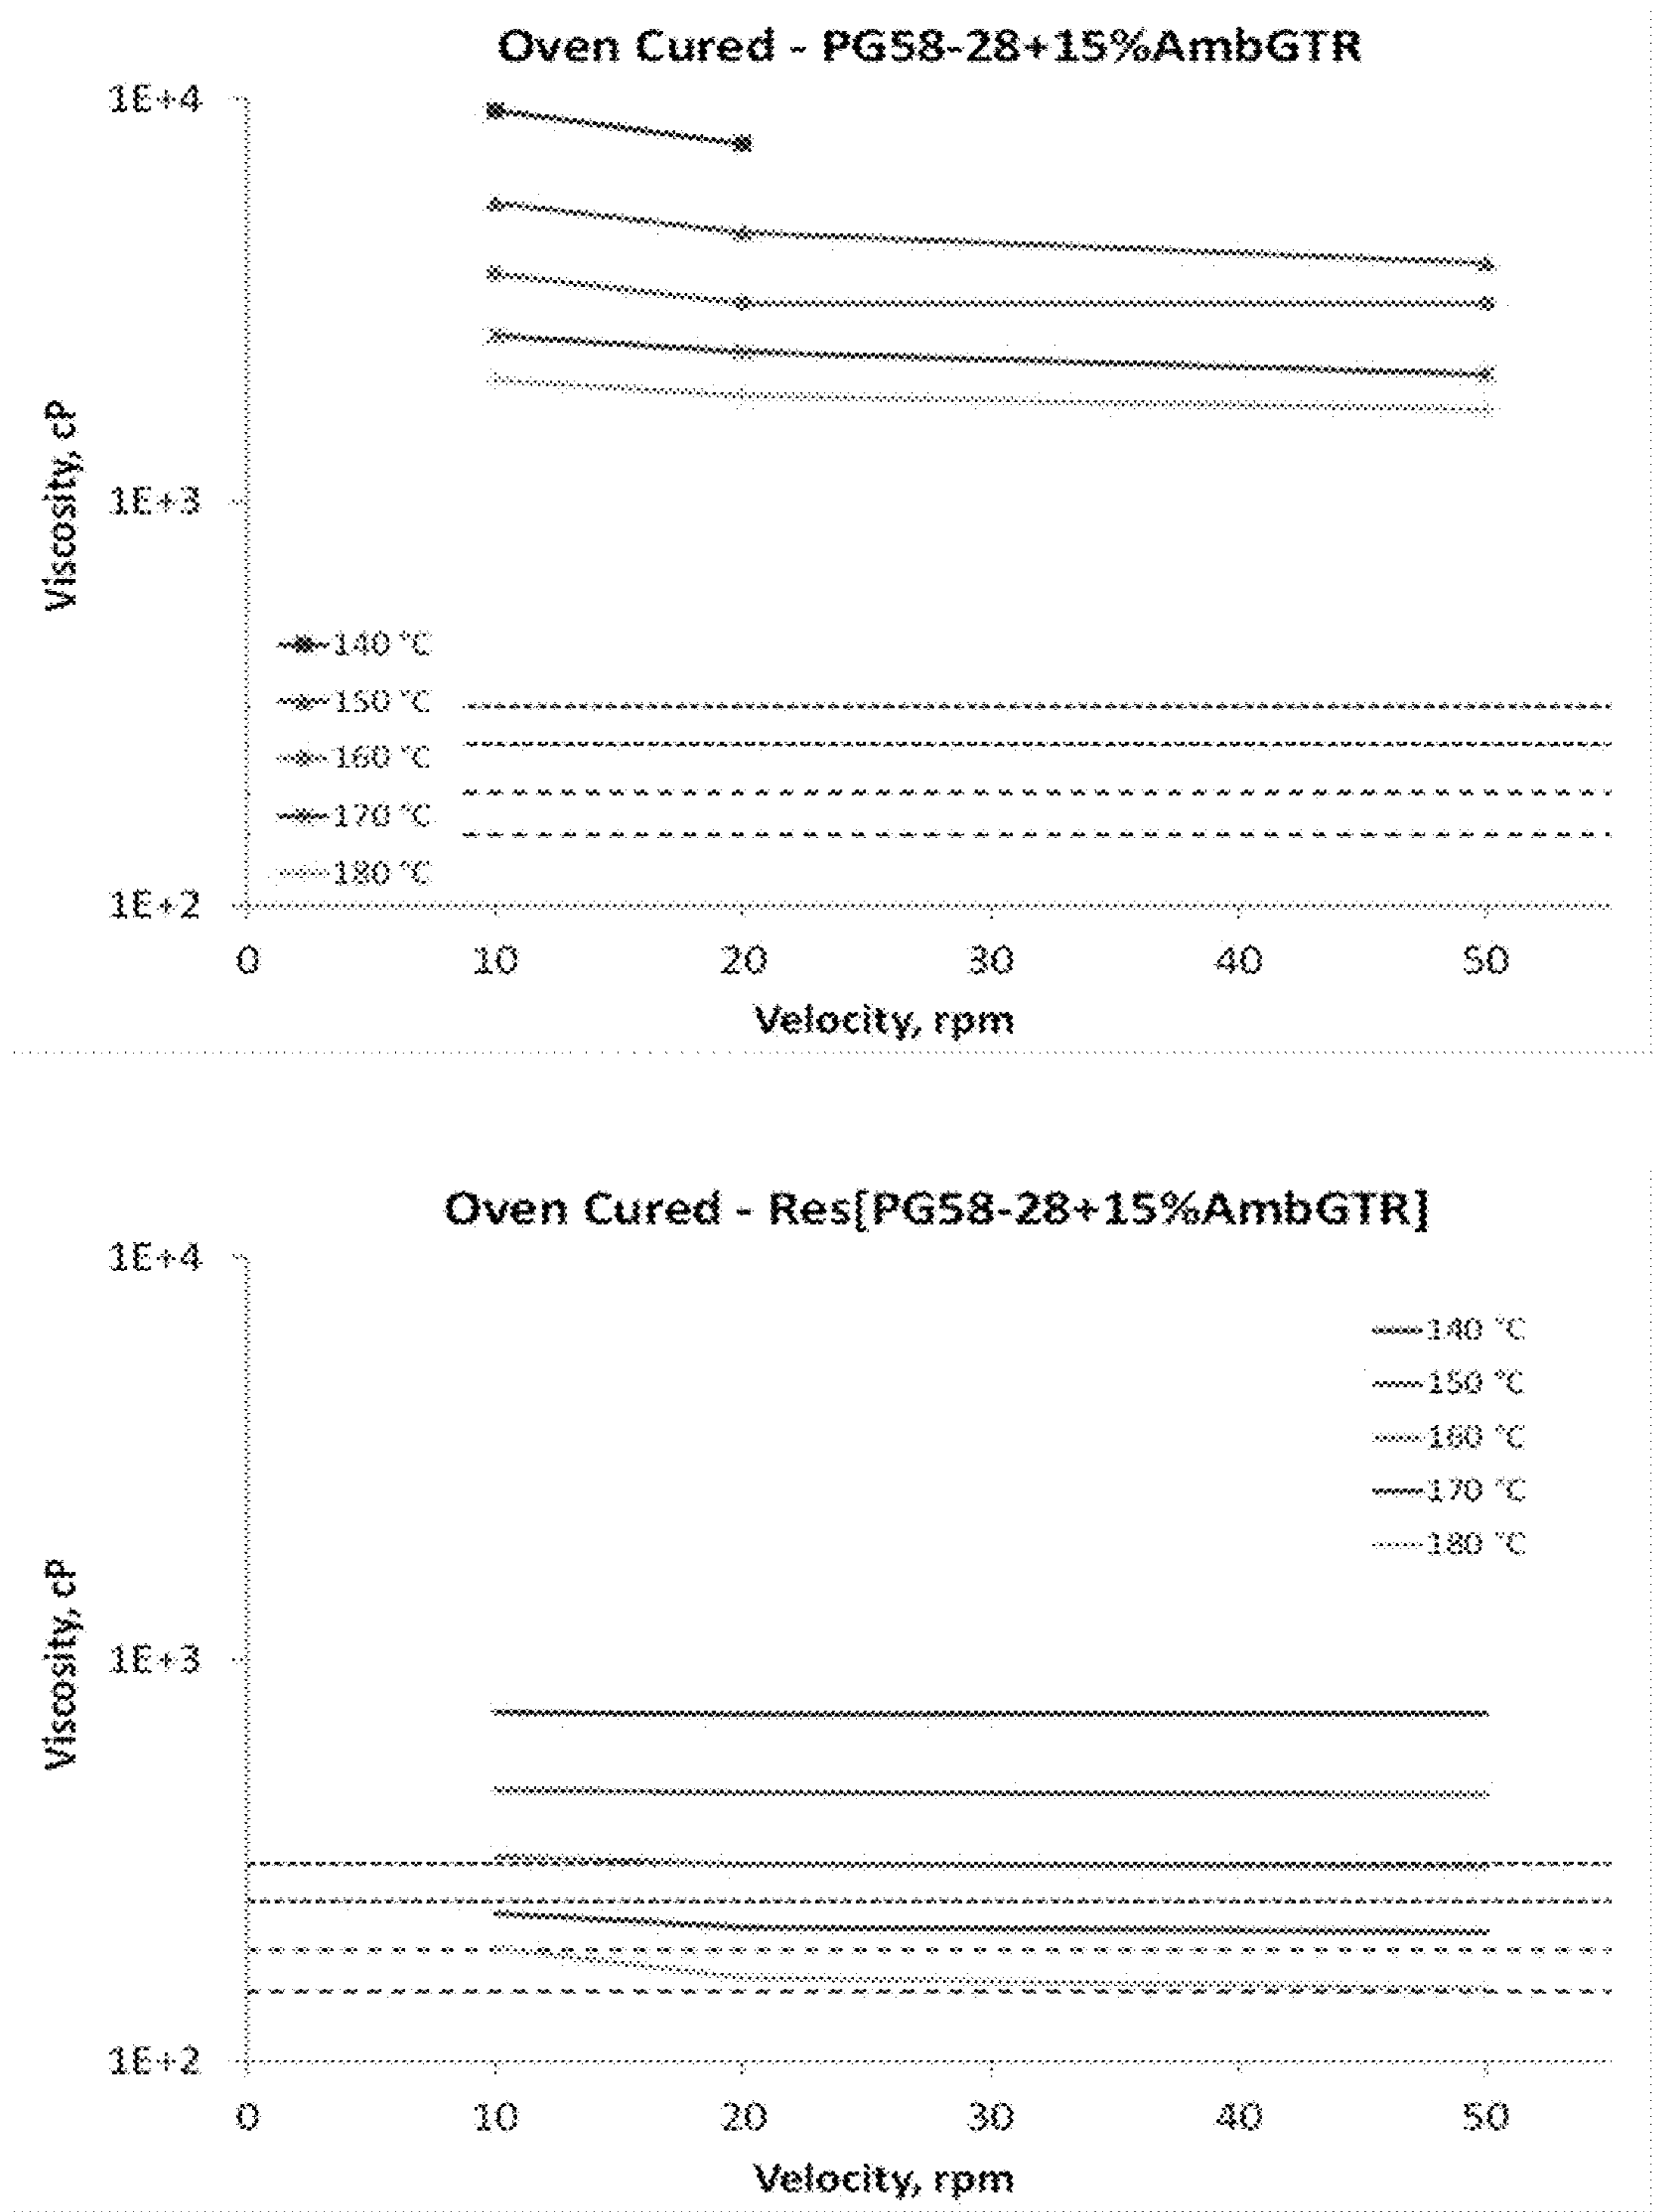 Oven Cured - PG58-28+15%AmbGTR
1E+4
1E+3
1E+2
Viscosity, cP
140 °C
150 °C
160 °C
170 °C
180 °C
0 10 20 30 40 50
Velocity, rpm
Oven Cured - Res[PG58-28+15%AmbGTR]
1E+4
1E+3
1E+2
Viscosity, cP
140 °C
150 °C
160 °C
170 °C
180 °C
0 10 20 30 40 50
Velocity, rpm